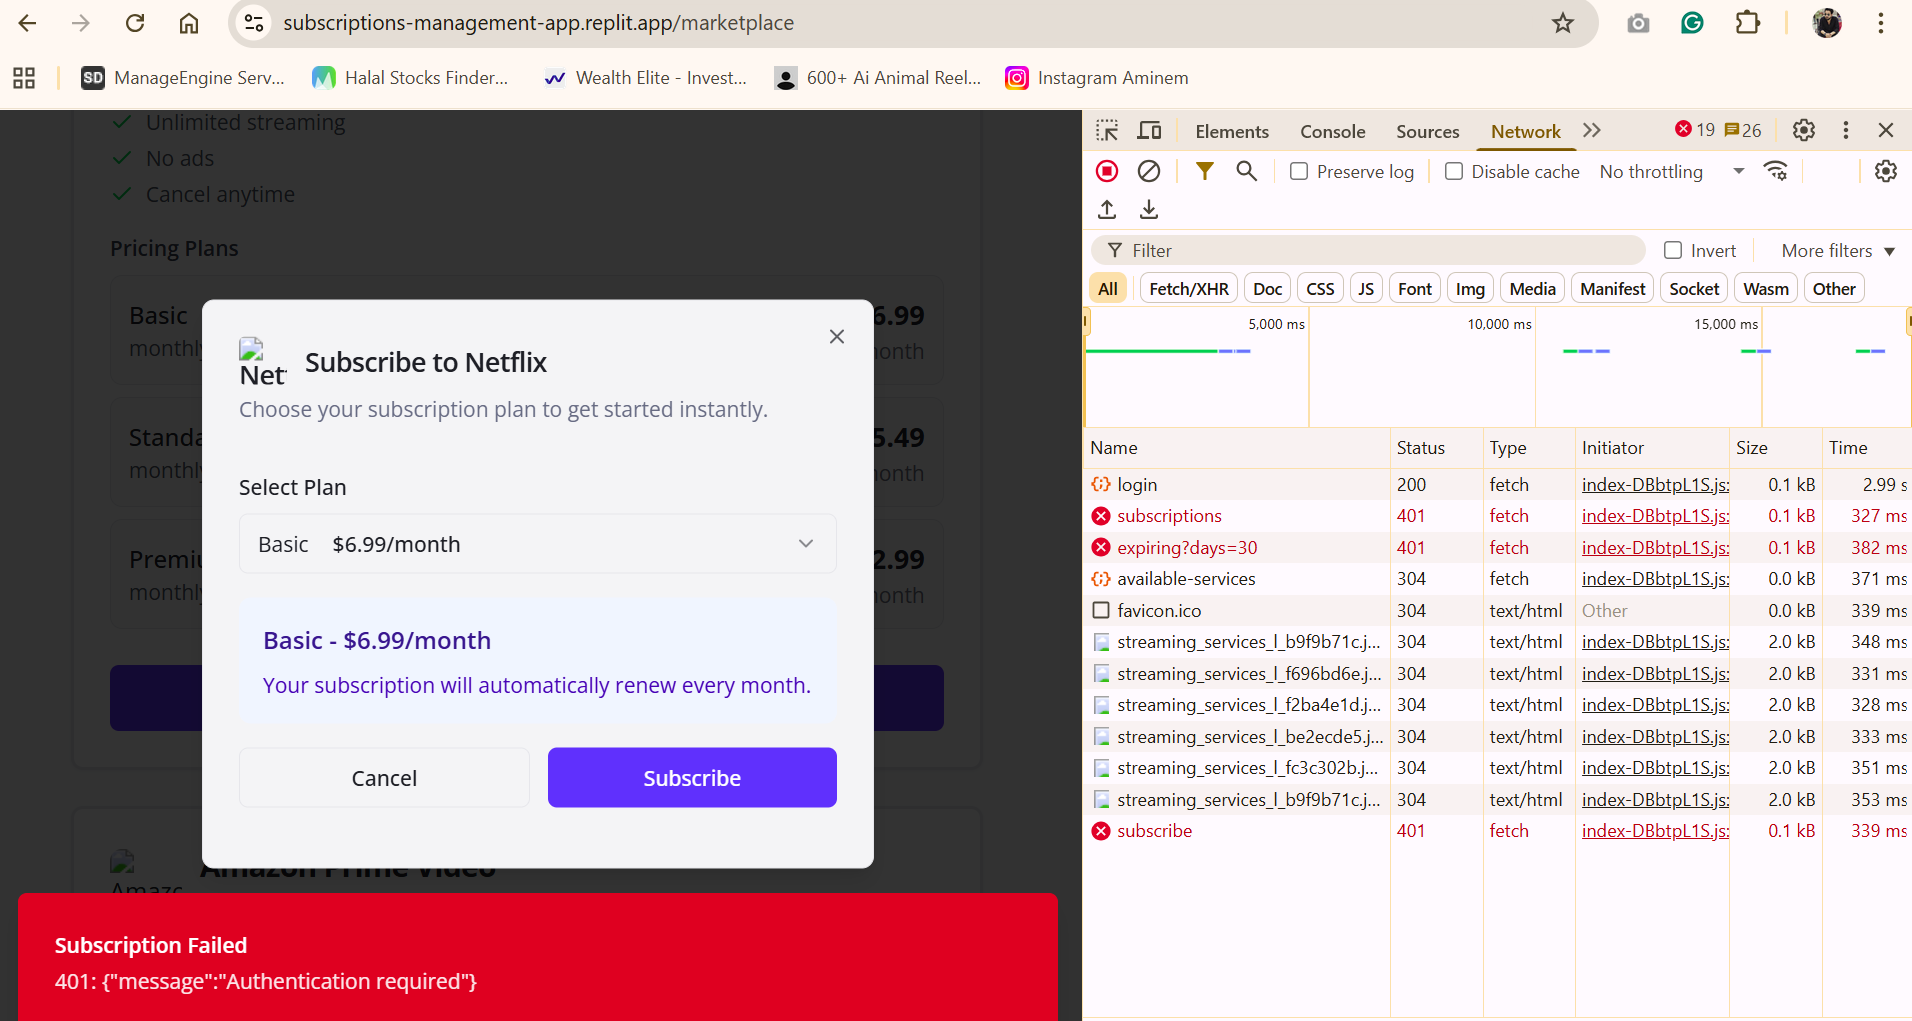 subscriptions-management-app.replit.app/marketplace
SD ManageEngine Serv...
Halal Stocks Finder...
Wealth Elite - Invest...
600+ Ai Animal Reel...
Instagram Aminem
Unlimited streaming
No ads
Cancel anytime
Pricing Plans
Basic
6.99
monthly
month
Standa
5.49
monthly
month
Premiu
2.99
monthly
month
Nett
Subscribe to Netflix
Choose your subscription plan to get started instantly.
Select Plan
Basic $6.99/month
Basic - $6.99/month
Your subscription will automatically renew every month.
Cancel
Subscribe
Amazc
Amazon Prime Video
Subscription Failed
401: {"message":"Authentication required"}
Elements Console Sources Network 19 26
Preserve log Disable cache No throttling
Filter Invert More filters
All Fetch/XHR Doc CSS JS Font Img Media Manifest Socket Wasm Other
5,000 ms 10,000 ms 15,000 ms
Name Status Type Initiator Size Time
login 200 fetch index-DBbtpL1S.js: 0.1 kB 2.99 s
subscriptions 401 fetch index-DBbtpL1S.js: 0.1 kB 327 ms
expiring?days=30 401 fetch index-DBbtpL1S.js: 0.1 kB 382 ms
available-services 304 fetch index-DBbtpL1S.js: 0.0 kB 371 ms
favicon.ico 304 text/html Other 0.0 kB 339 ms
streaming_services_l_b9f9b71c.j... 304 text/html index-DBbtpL1S.js: 2.0 kB 348 ms
streaming_services_l_f696bd6e.j... 304 text/html index-DBbtpL1S.js: 2.0 kB 331 ms
streaming_services_l_f2ba4e1d.j... 304 text/html index-DBbtpL1S.js: 2.0 kB 328 ms
streaming_services_l_be2ecde5.j... 304 text/html index-DBbtpL1S.js: 2.0 kB 333 ms
streaming_services_l_fc3c302b.j... 304 text/html index-DBbtpL1S.js: 2.0 kB 351 ms
streaming_services_l_b9f9b71c.j... 304 text/html index-DBbtpL1S.js: 2.0 kB 353 ms
subscribe 401 fetch index-DBbtpL1S.js: 0.1 kB 339 ms